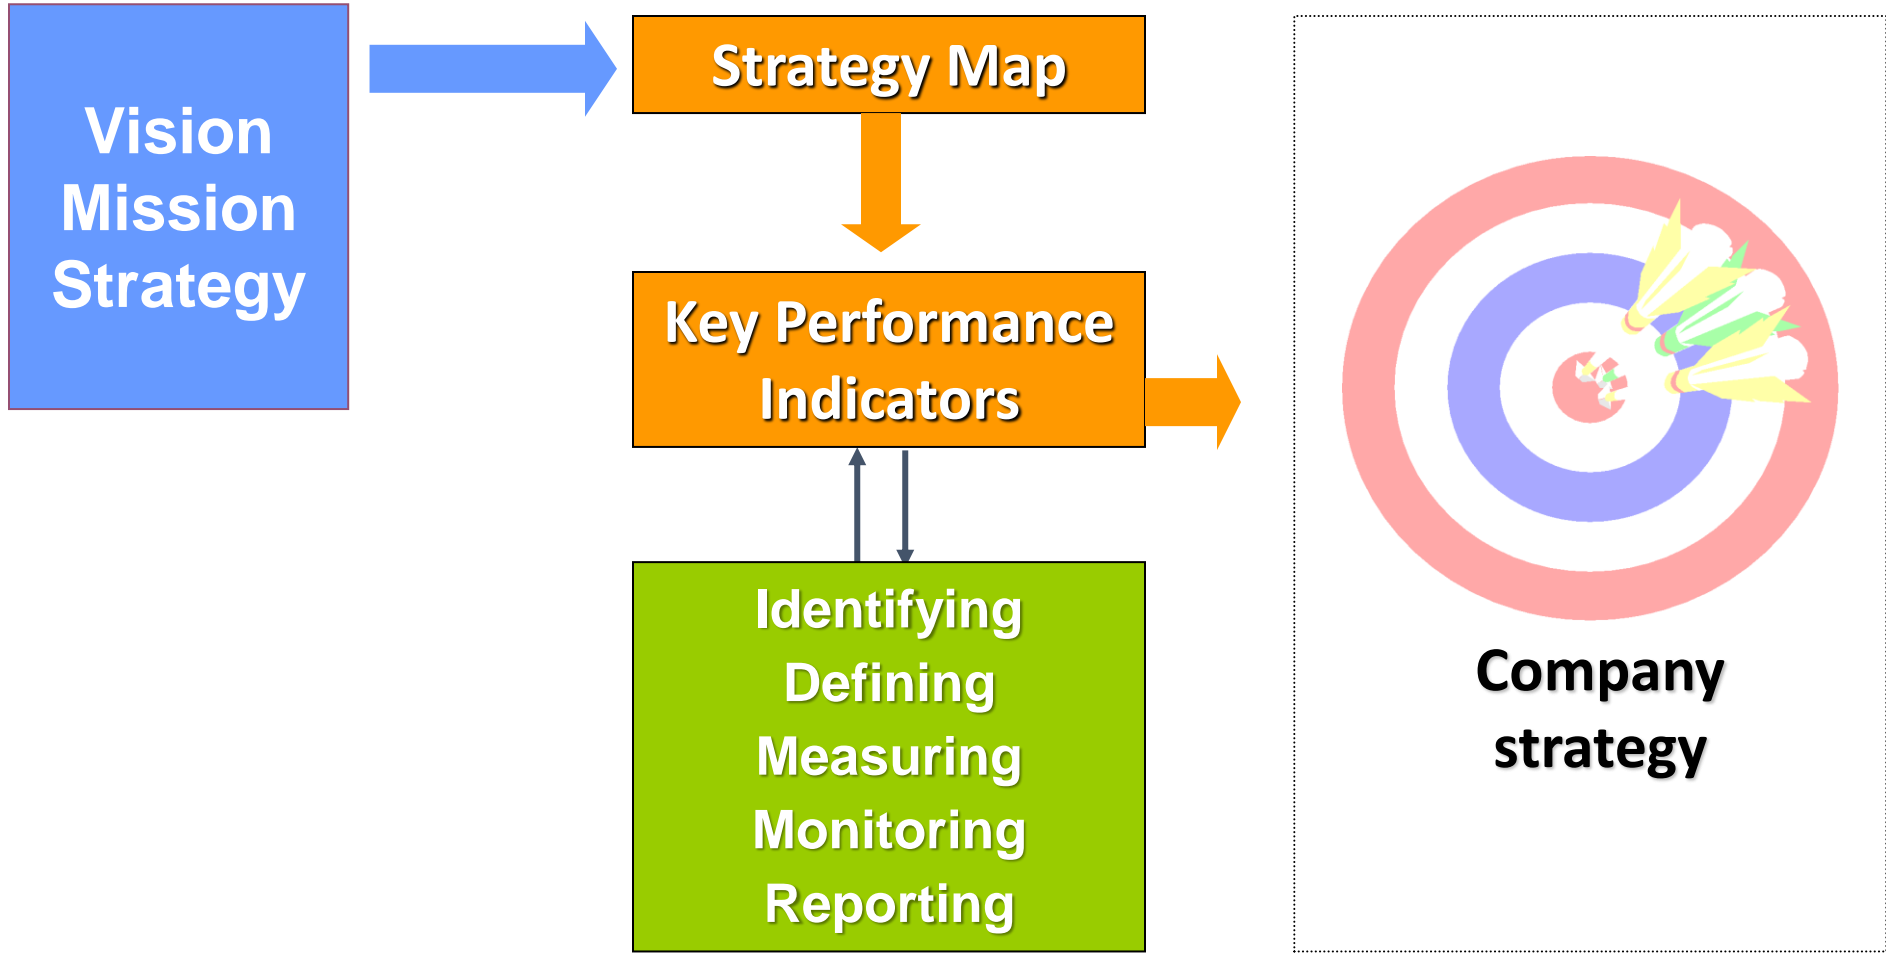 Vision
Mission
Strategy
Strategy Map
Key Performance
Indicators
Identifying
Defining
Measuring
Monitoring
Reporting
Company
strategy